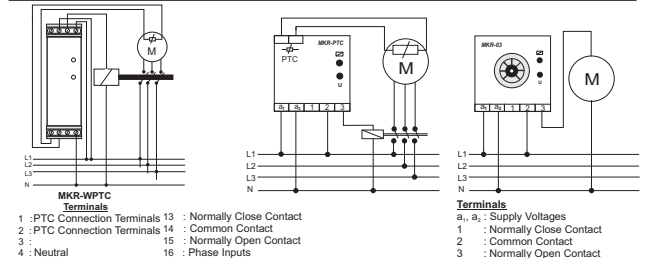 M
L1
L2
L3
N
MKR-WPTC
Terminals
1 :PTC Connection Terminals
2 :PTC Connection Terminals
3 :
4 : Neutral
13 : Normally Close Contact
14 : Common Contact
15 : Normally Open Contact
16 : Phase Inputs
PTC
MKR-PTC
U
M
a₁ a₂ 1 2 3
L1
L2
L3
N
MKR-03
U
M
a₁ a₂ 1 2 3
L1
L2
L3
N
Terminals
a₁, a₂ : Supply Voltages
1 : Normally Close Contact
2 : Common Contact
3 : Normally Open Contact